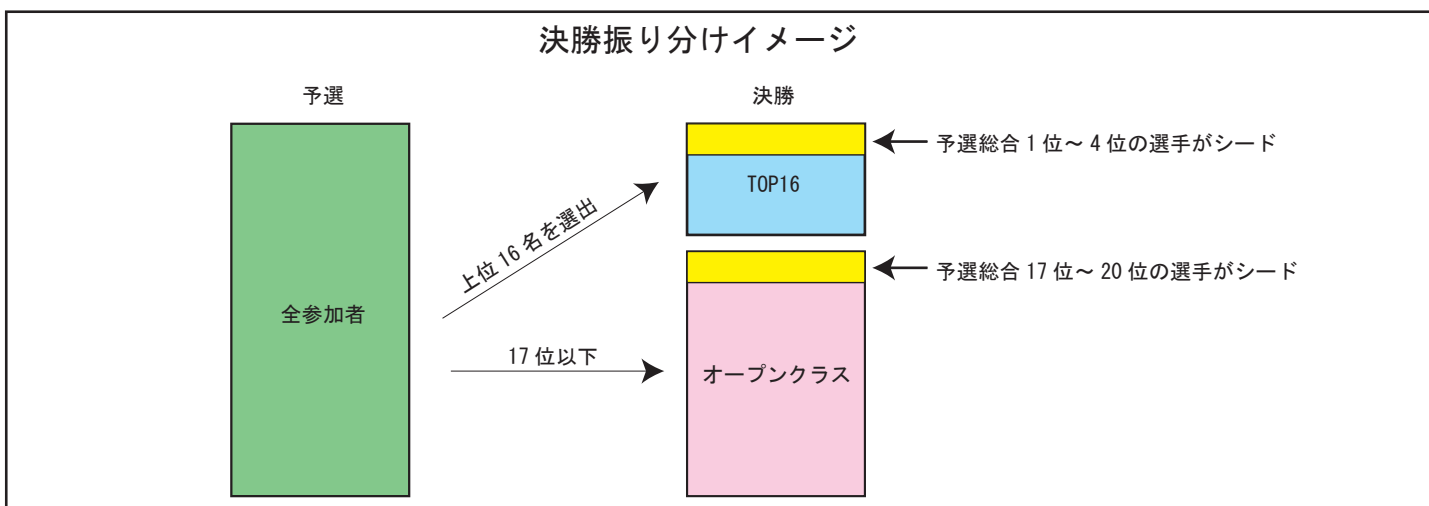 決勝振り分けイメージ
予選
決勝
予選総合 1 位～ 4 位の選手がシード
TOP16
上位 16 名を選出
予選総合 17 位～ 20 位の選手がシード
全参加者
17 位以下
オープンクラス